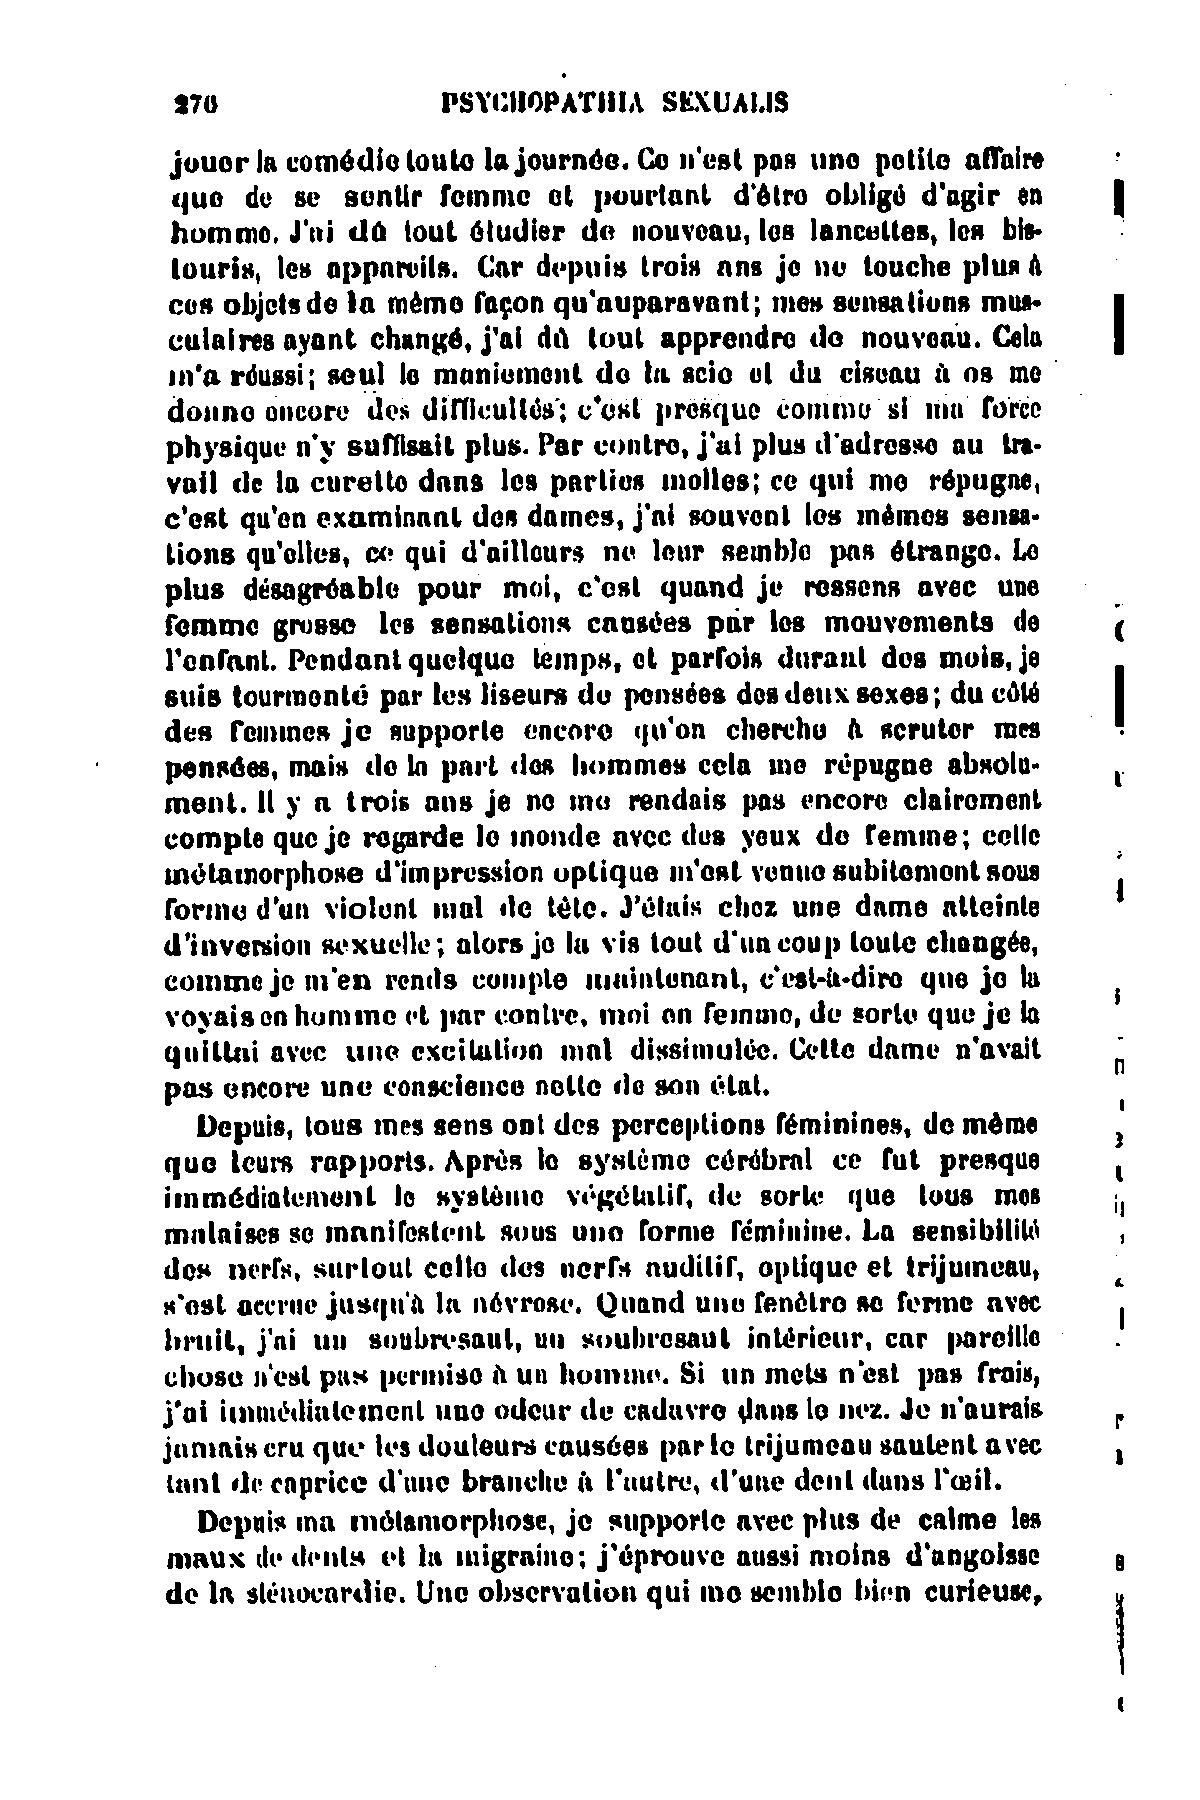 270 PSYCHOPATHIA SEXUALIS
jouer la comédie toute la journée. Ce n'est pas une petite affaire
que de se sentir femme et pourtant d'être obligé d'agir en
homme. J'ai dû tout étudier de nouveau, les lancettes, les bis-
touris, les appareils. Car depuis trois ans je ne touche plus à
ces objets de la même façon qu'auparavant; mes sensations mus-
culaires ayant changé, j'ai dû tout apprendre de nouveau. Cela
m'a réussi; seul le maniement de la scie et du ciseau à os me
donne encore des difficultés; c'est presque comme si ma force
physique n'y suffisait plus. Par contre, j'ai plus d'adresse au tra-
vail de la curette dans les parties molles; ce qui me répugne,
c'est qu'en examinant des dames, j'ai souvent les mêmes sensa-
tions qu'elles, ce qui d'ailleurs ne leur semble pas étrange. Le
plus désagréable pour moi, c'est quand je ressens avec une
femme grosse les sensations causées par les mouvements de
l'enfant. Pendant quelque temps, et parfois durant des mois, je
suis tourmenté par les liseurs de pensées des deux sexes; du côté
des femmes je supporte encore qu'on cherche à scruter mes
pensées, mais de la part des hommes cela me répugne absolu-
ment. Il y a trois ans je ne me rendais pas encore clairement
compte que je regarde le monde avec des yeux de femme; cette
métamorphose d'impression optique m'est venue subitement sous
forme d'un violent mal de tête. J'étais chez une dame atteinte
d'inversion sexuelle; alors je la vis tout d'un coup toute changée,
comme je m'en rends compte maintenant, c'est-à-dire que je la
voyais en homme et par contre, moi en femme, de sorte que je la
quittai avec une excitation mal dissimulée. Cette dame n'avait
pas encore une conscience nette de son état.
Depuis, tous mes sens ont des perceptions féminines, de même
que leurs rapports. Après le système cérébral ce fut presque
immédiatement le système végétatif, de sorte que tous mes
malaises se manifestent sous une forme féminine. La sensibilité
des nerfs, surtout celle des nerfs auditif, optique et trijumeau,
s'est accrue jusqu'à la névrose. Quand une fenêtre se ferme avec
bruit, j'ai un soubresaut, un soubresaut intérieur, car pareille
chose n'est pas permise à un homme. Si un mets n'est pas frais,
j'ai immédiatement une odeur de cadavre dans le nez. Je n'aurais
jamais cru que les douleurs causées par le trijumeau sautent avec
tant de caprice d'une branche à l'autre, d'une dent dans l'œil.
Depuis ma métamorphose, je supporte avec plus de calme les
maux de dents et la migraine; j'éprouve aussi moins d'angoisse
de la sténocardie. Une observation qui me semble bien curieuse,